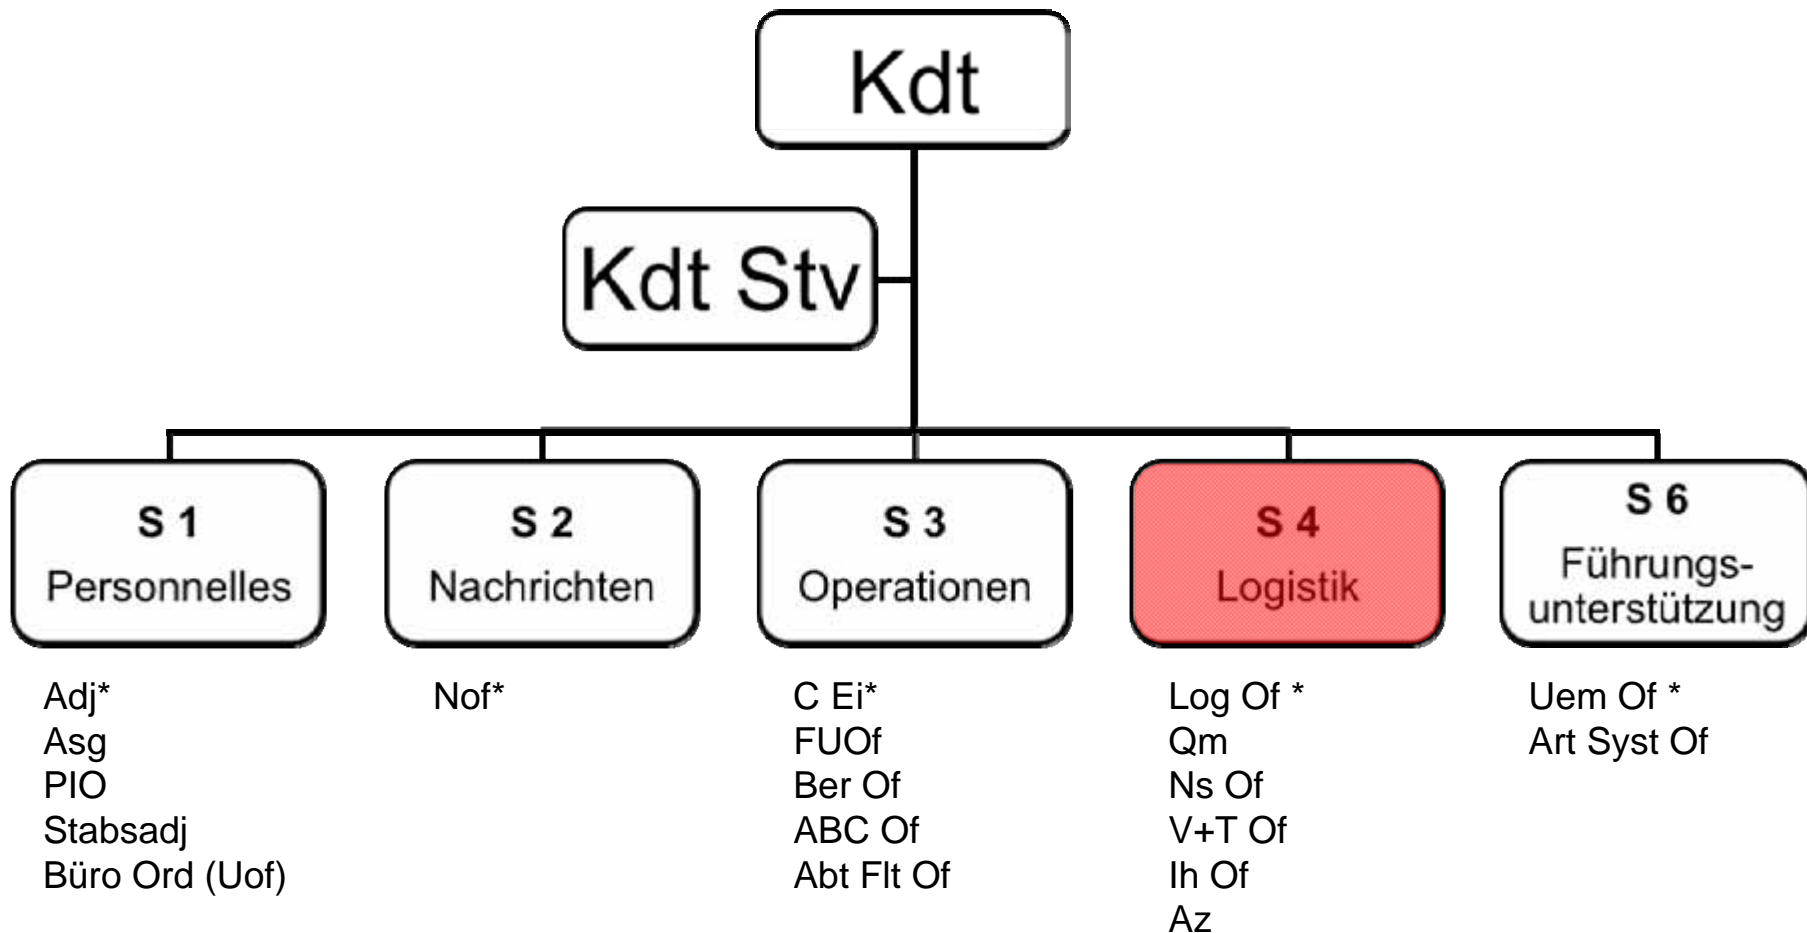 Kdt
Kdt Stv
S 1
Personnelles
S 2
Nachrichten
S 3
Operationen
S 4
Logistik
S 6
Führungs-
unterstützung
Adj*
Asg
PIO
Stabsadj
Büro Ord (Uof)
Nof*
C Ei*
FUOf
Ber Of
ABC Of
Abt Flt Of
Log Of *
Qm
Ns Of
V+T Of
Ih Of
Az
Uem Of *
Art Syst Of